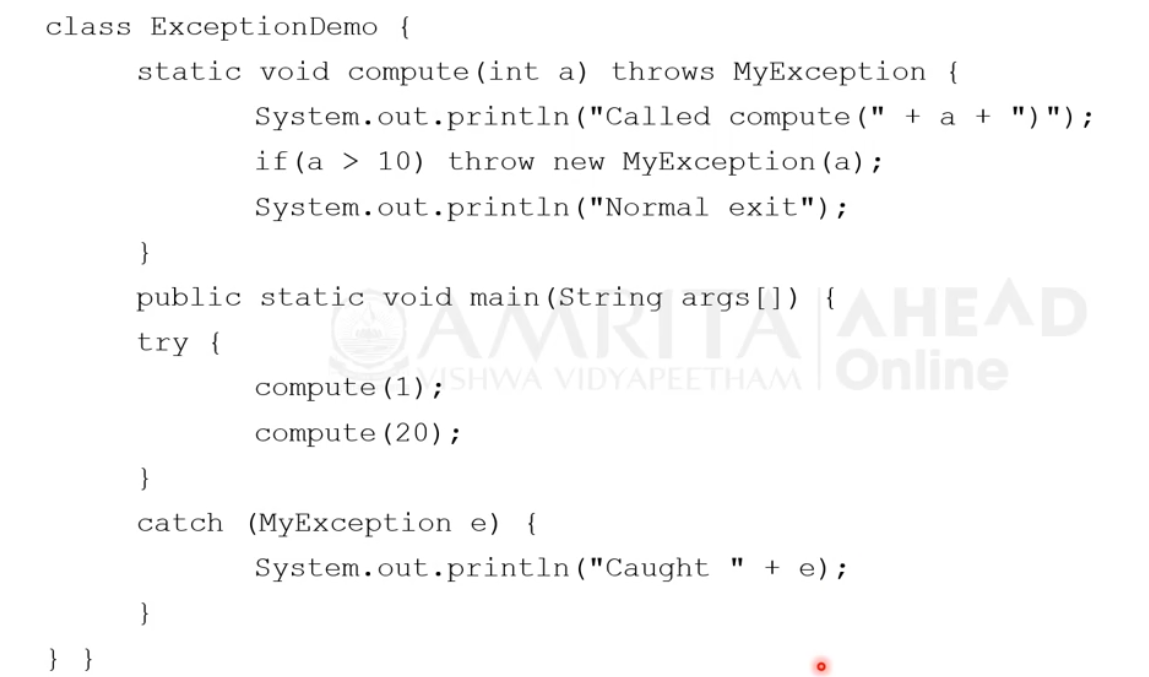 class ExceptionDemo {
static void compute(int a) throws MyException {
System.out.println("Called compute(" + a + ")");
if(a > 10) throw new MyException(a);
System.out.println("Normal exit");
}
public static void main(String args[]) {
try {
compute(1);
compute(20);
}
catch (MyException e) {
System.out.println("Caught " + e);
}
} }
AMRITA
VISHWA VIDYAPEETHAM
AHEAD
Online